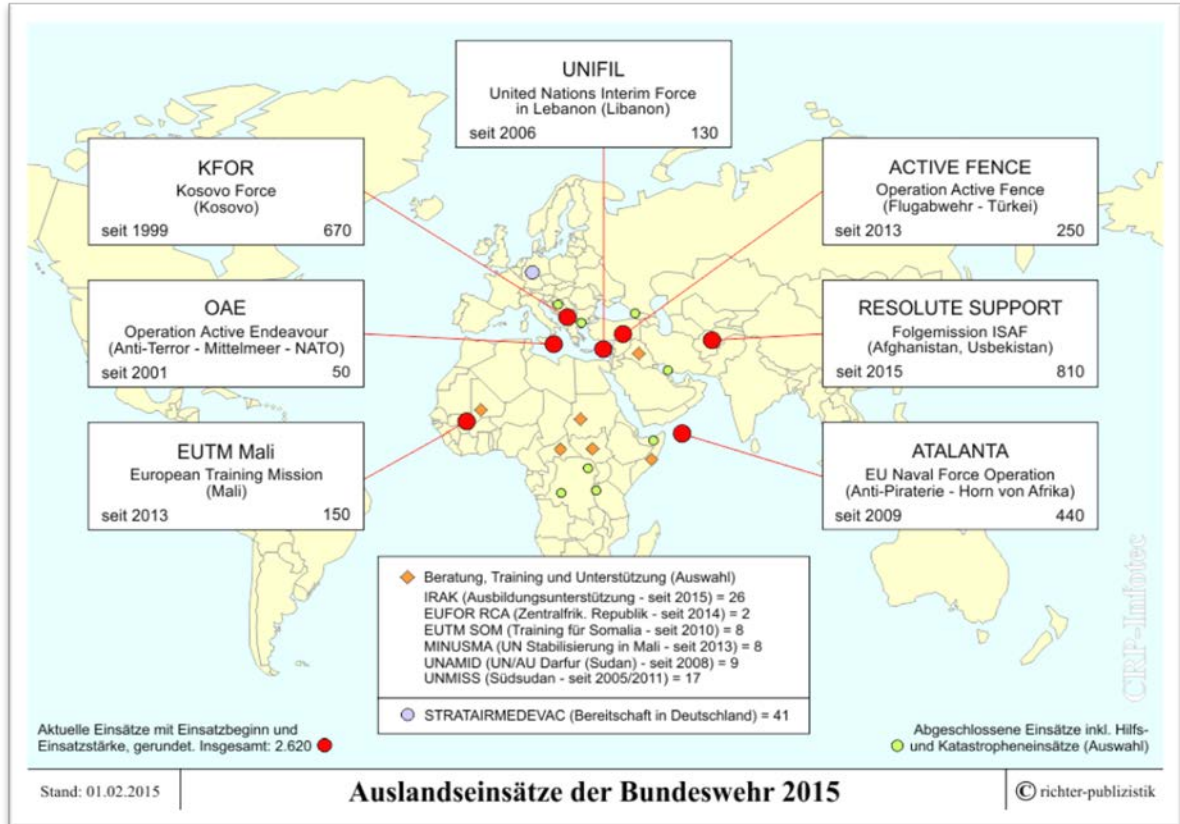 UNIFIL
United Nations Interim Force
in Lebanon (Libanon)
seit 2006 130
KFOR
Kosovo Force
(Kosovo)
seit 1999 670
ACTIVE FENCE
Operation Active Fence
(Flugabwehr - Türkei)
seit 2013 250
OAE
Operation Active Endeavour
(Anti-Terror - Mittelmeer - NATO)
seit 2001 50
RESOLUTE SUPPORT
Folgemission ISAF
(Afghanistan, Usbekistan)
seit 2015 810
EUTM Mali
European Training Mission
(Mali)
seit 2013 150
ATALANTA
EU Naval Force Operation
(Anti-Piraterie - Horn von Afrika)
seit 2009 440
Beratung, Training und Unterstützung (Auswahl)
IRAK (Ausbildungsunterstützung - seit 2015) = 26
EUFOR RCA (Zentralfrik. Republik - seit 2014) = 2
EUTM SOM (Training für Somalia - seit 2010) = 8
MINUSMA (UN Stabilisierung in Mali - seit 2013) = 8
UNAMID (UN/AU Darfur (Sudan) - seit 2008) = 9
UNMISS (Südsudan - seit 2005/2011) = 17
STRATAIRMEDEVAC (Bereitschaft in Deutschland) = 41
Aktuelle Einsätze mit Einsatzbeginn und
Einsatzstärke, gerundet. Insgesamt: 2.620
Abgeschlossene Einsätze inkl. Hilfs-
und Katastropheneinsätze (Auswahl)
CRP-Infotec
Stand: 01.02.2015
Auslandseinsätze der Bundeswehr 2015
© richter-publizistik